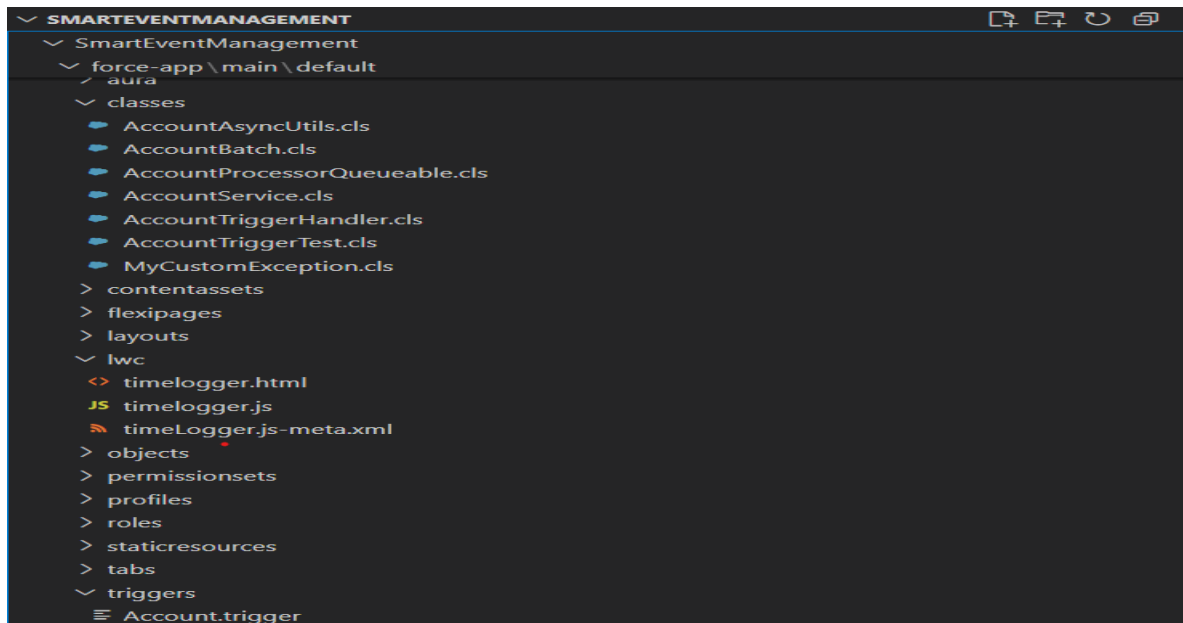 SMARTEVENTMANAGEMENT
SmartEventManagement
force-app\main\default
aura
classes
AccountAsyncUtils.cls
AccountBatch.cls
AccountProcessorQueueable.cls
AccountService.cls
AccountTriggerHandler.cls
AccountTriggerTest.cls
MyCustomException.cls
contentassets
flexipages
layouts
lwc
<> timelogger.html
JS timelogger.js
timeLogger.js-meta.xml
objects
permissionsets
profiles
roles
staticresources
tabs
triggers
Account.trigger